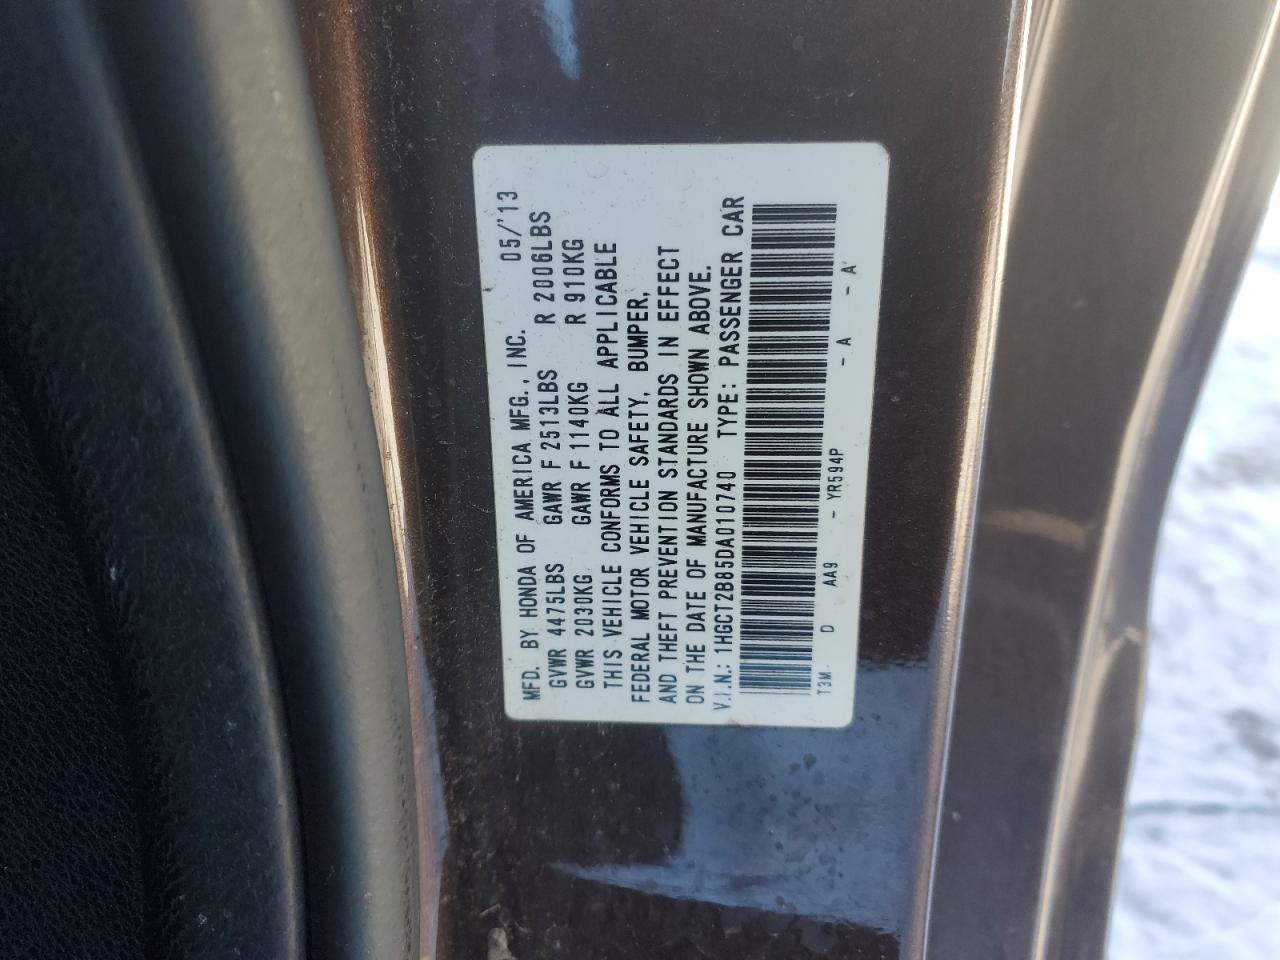 MFD. BY HONDA OF AMERICA MFG., INC. 05/'13
GVWR 4475LBS GAWR F 2513LBS R 2006LBS
GVWR 2030KG GAWR F 1140KG R 910KG
THIS VEHICLE CONFORMS TO ALL APPLICABLE
FEDERAL MOTOR VEHICLE SAFETY, BUMPER,
AND THEFT PREVENTION STANDARDS IN EFFECT
ON THE DATE OF MANUFACTURE SHOWN ABOVE.
V.I.N.: 1HGCT2B85DA010740 TYPE: PASSENGER CAR
T3M D AA9 - YR594P - A - A